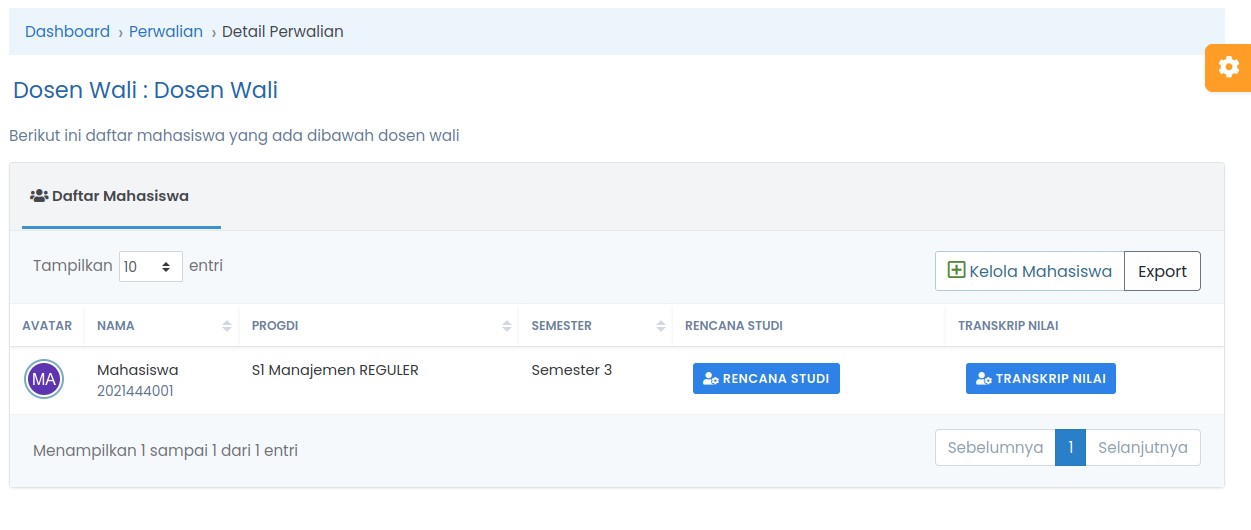 Dashboard › Perwalian › Detail Perwalian
Dosen Wali : Dosen Wali
Berikut ini daftar mahasiswa yang ada dibawah dosen wali
Daftar Mahasiswa
Tampilkan 10 entri
Kelola Mahasiswa Export
AVATAR NAMA PROGDI SEMESTER RENCANA STUDI TRANSKRIP NILAI
MA Mahasiswa S1 Manajemen REGULER Semester 3 RENCANA STUDI TRANSKRIP NILAI
2021444001
Menampilkan 1 sampai 1 dari 1 entri
Sebelumnya 1 Selanjutnya